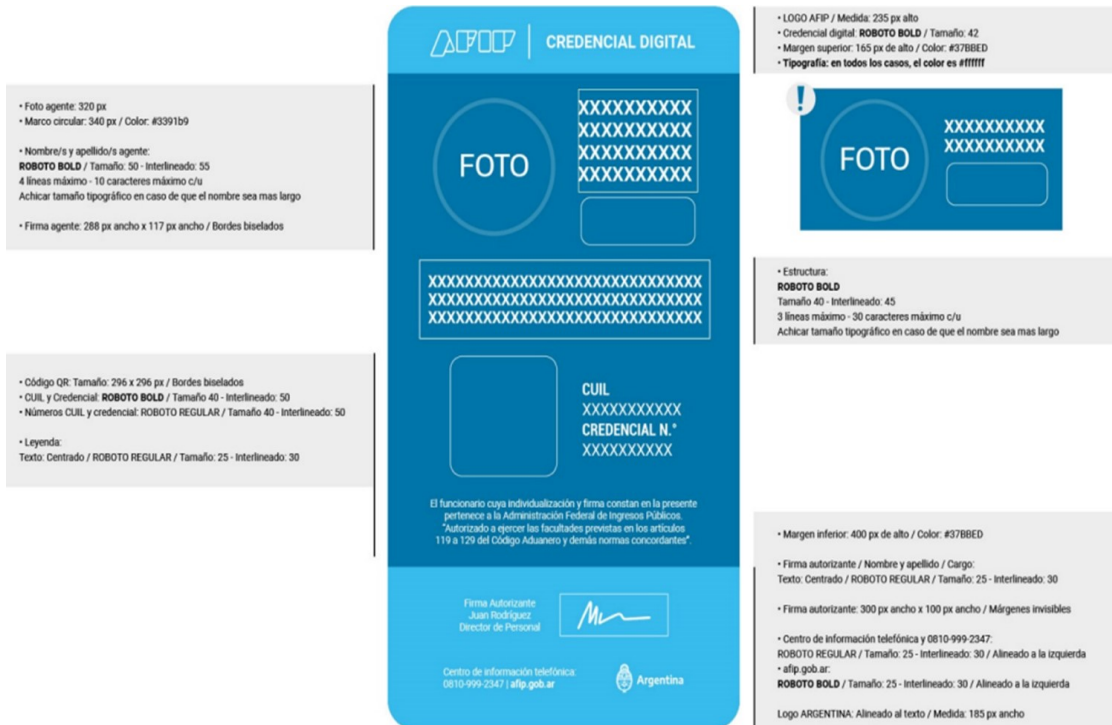 • Foto agente: 320 px
• Marco circular: 340 px / Color: #3391b9
• Nombre/s y apellido/s agente:
ROBOTO BOLD / Tamaño: 50 - Interlineado: 55
4 líneas máximo - 10 caracteres máximo c/u
Achicar tamaño tipográfico en caso de que el nombre sea mas largo
• Firma agente: 288 px ancho x 117 px ancho / Bordes biselados
• Código QR: Tamaño: 296 x 296 px / Bordes biselados
• CUIL y Credencial: ROBOTO BOLD / Tamaño 40 - Interlineado: 50
• Números CUIL y credencial: ROBOTO REGULAR / Tamaño 40 - Interlineado: 50
• Leyenda:
Texto: Centrado / ROBOTO REGULAR / Tamaño: 25 - Interlineado: 30
AFIP | CREDENCIAL DIGITAL
FOTO
XXXXXXXXXX
XXXXXXXXXX
XXXXXXXXXX
XXXXXXXXXX
XXXXXXXXXXXXXXXXXXXXXXXXXXXXXX
XXXXXXXXXXXXXXXXXXXXXXXXXXXXXX
XXXXXXXXXXXXXXXXXXXXXXXXXXXXXX
CUIL
XXXXXXXXXXX
CREDENCIAL N.°
XXXXXXXXXX
El funcionario cuya individualización y firma constan en la presente
pertenece a la Administración Federal de Ingresos Públicos.
"Autorizado a ejercer las facultades previstas en los artículos
119 a 129 del Código Aduanero y demás normas concordantes".
Firma Autorizante
Juan Rodríguez
Director de Personal
Centro de información telefónica:
0810-999-2347 | afip.gob.ar
Argentina
• LOGO AFIP / Medida: 235 px alto
• Credencial digital: ROBOTO BOLD / Tamaño: 42
• Margen superior: 165 px de alto / Color: #37BBED
• Tipografía: en todos los casos, el color es #ffffff
!
FOTO
XXXXXXXXXX
XXXXXXXXXX
• Estructura:
ROBOTO BOLD
Tamaño 40 - Interlineado: 45
3 líneas máximo - 30 caracteres máximo c/u
Achicar tamaño tipográfico en caso de que el nombre sea mas largo
• Margen inferior: 400 px de alto / Color: #37BBED
• Firma autorizante / Nombre y apellido / Cargo:
Texto: Centrado / ROBOTO REGULAR / Tamaño: 25 - Interlineado: 30
• Firma autorizante: 300 px ancho x 100 px ancho / Márgenes invisibles
• Centro de información telefónica y 0810-999-2347:
ROBOTO REGULAR / Tamaño: 25 - Interlineado: 30 / Alineado a la izquierda
• afip.gob.ar:
ROBOTO BOLD / Tamaño: 25 - Interlineado: 30 / Alineado a la izquierda
Logo ARGENTINA: Alineado al texto / Medida: 185 px ancho